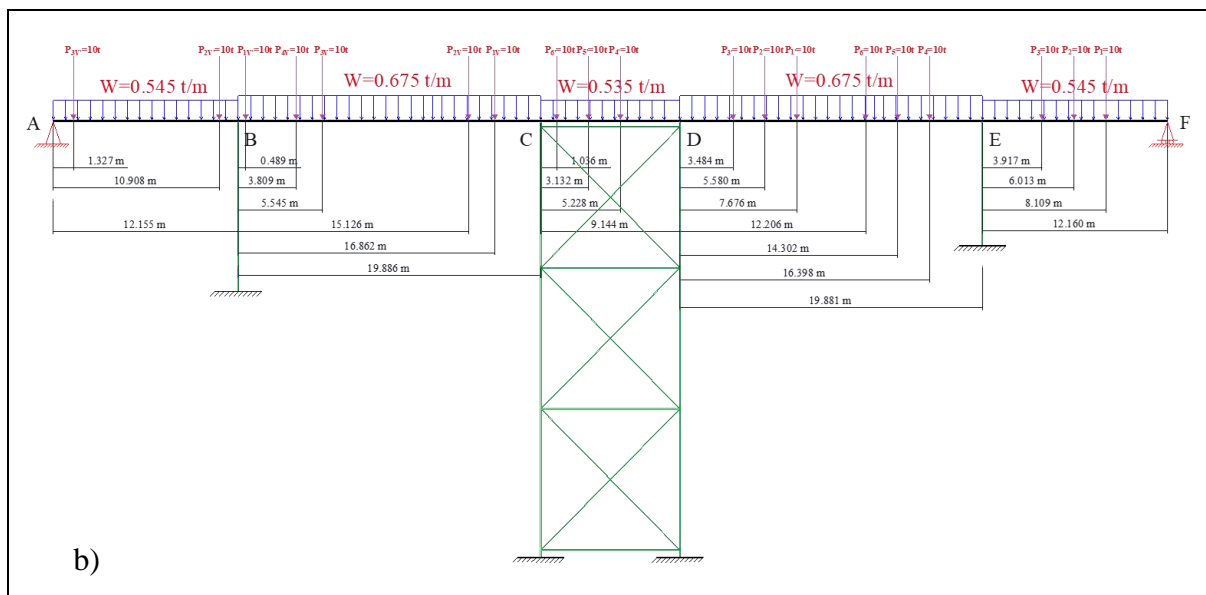 P3V'=10t P2V'=10t P1V'=10t P4V=10t P3V=10t P2V=10t P1V=10t P6=10t P5=10t P4=10t P3=10t P2=10t P1=10t P6=10t P5=10t P4=10t P3=10t P2=10t P1=10t
W=0.545 t/m W=0.675 t/m W=0.535 t/m W=0.675 t/m W=0.545 t/m
A B C D E F
1.327 m 0.489 m 1.036 m 3.484 m 3.917 m
10.908 m 3.809 m 3.132 m 5.580 m 6.013 m
5.545 m 5.228 m 7.676 m 8.109 m
12.155 m 15.126 m 9.144 m 12.206 m 12.160 m
16.862 m 14.302 m
19.886 m 16.398 m
19.881 m
b)